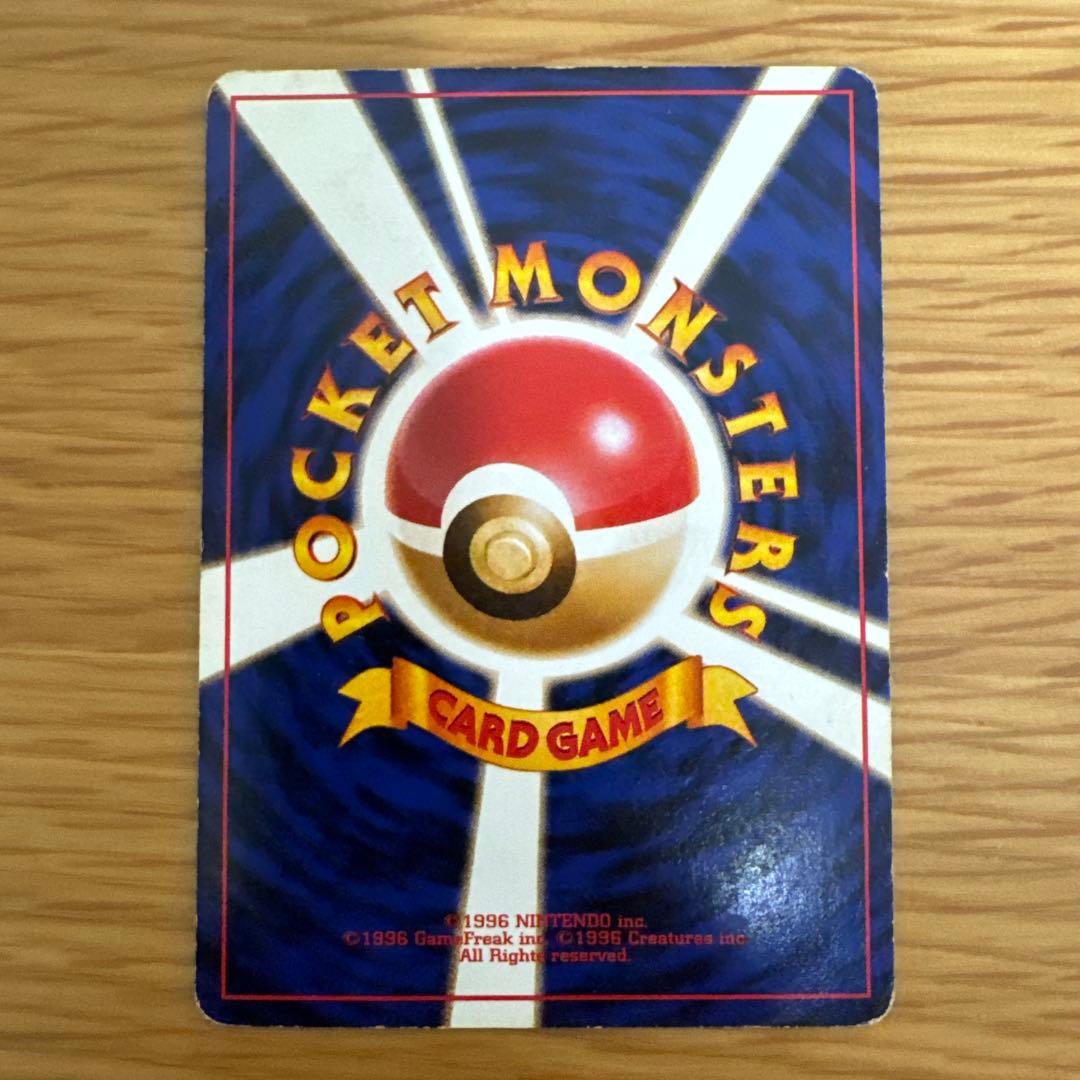 POCKET MONSTERS
CARD GAME
©1996 NINTENDO inc.
©1996 GameFreak inc. ©1996 Creatures inc.
All Rights reserved.